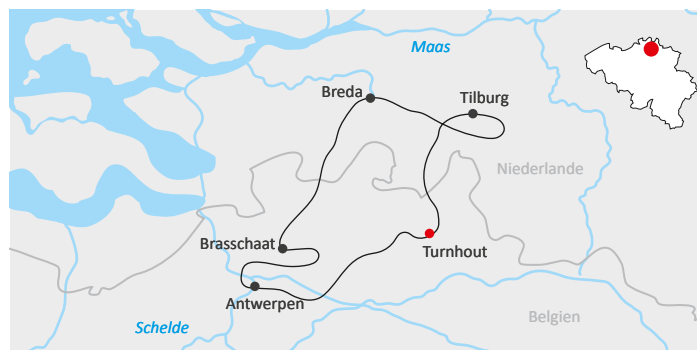 Maas
Breda
Tilburg
Niederlande
Brasschaat
Turnhout
Antwerpen
Belgien
Schelde